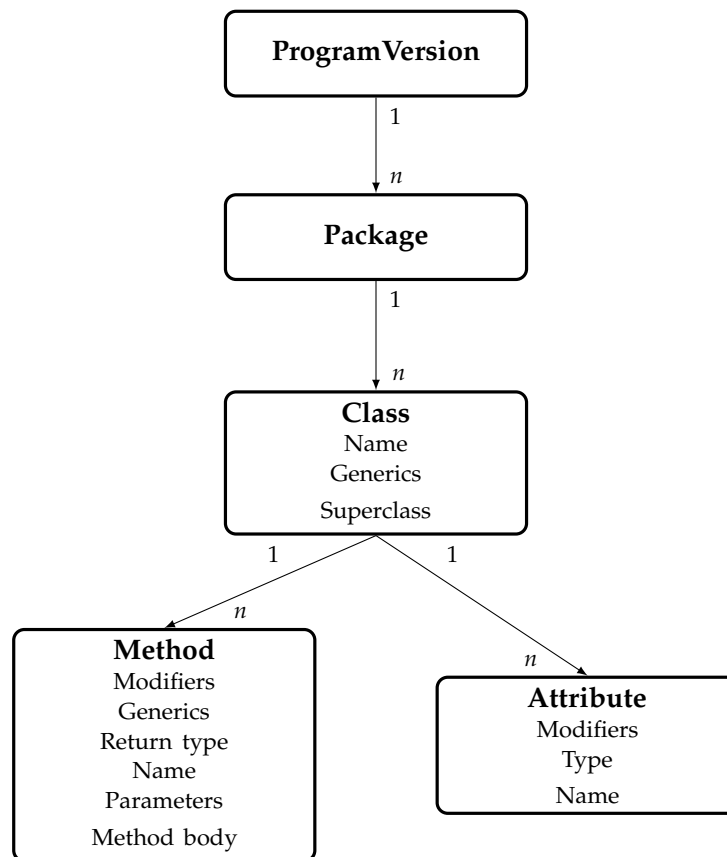 ProgramVersion
1
n
Package
1
n
Class
Name
Generics
Superclass
1
1
n
n
Method
Modifiers
Generics
Return type
Name
Parameters
Method body
Attribute
Modifiers
Type
Name